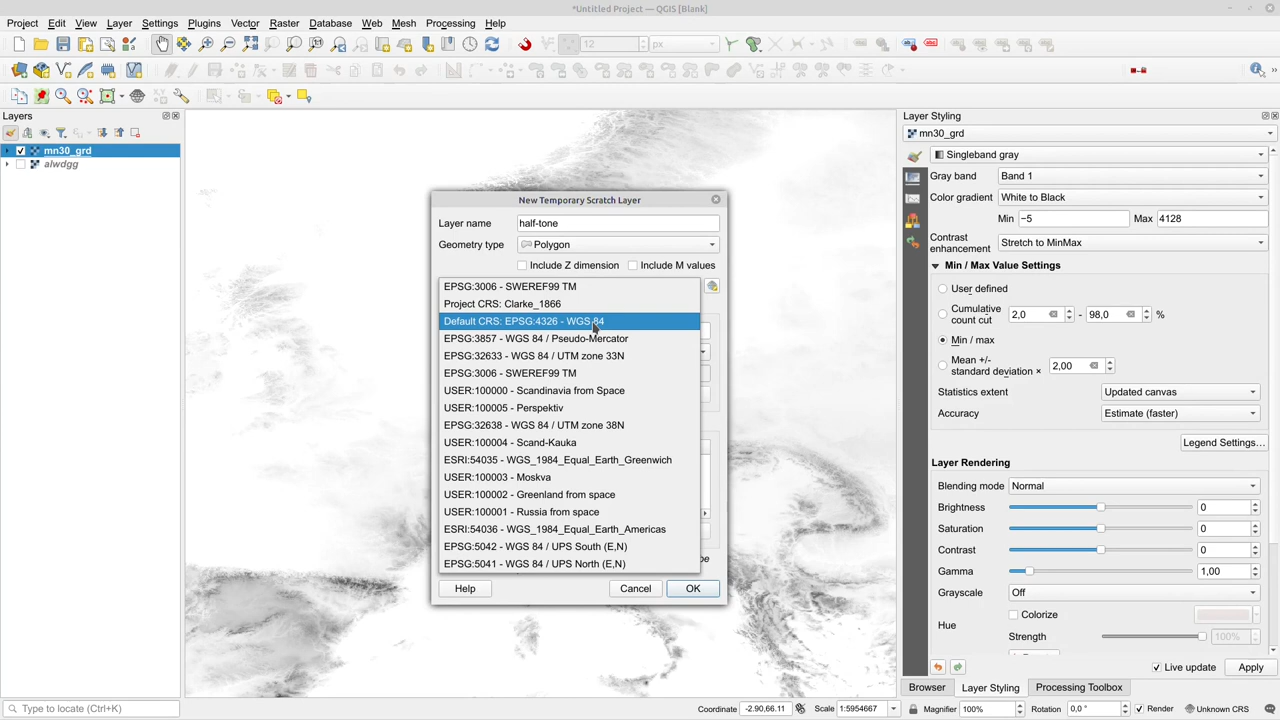 *Untitled Project — QGIS [Blank]
Project Edit View Layer Settings Plugins Vector Raster Database Web Mesh Processing Help
12 px
Layers
mn30_grd
alwdgg
New Temporary Scratch Layer
Layer name half-tone
Geometry type Polygon
Include Z dimension Include M values
EPSG:3006 - SWEREF99 TM
Project CRS: Clarke_1866
Default CRS: EPSG:4326 - WGS 84
EPSG:3857 - WGS 84 / Pseudo-Mercator
EPSG:32633 - WGS 84 / UTM zone 33N
EPSG:3006 - SWEREF99 TM
USER:100000 - Scandinavia from Space
USER:100005 - Perspektiv
EPSG:32638 - WGS 84 / UTM zone 38N
USER:100004 - Scand-Kauka
ESRI:54035 - WGS_1984_Equal_Earth_Greenwich
USER:100003 - Moskva
USER:100002 - Greenland from space
USER:100001 - Russia from space
ESRI:54036 - WGS_1984_Equal_Earth_Americas
EPSG:5042 - WGS 84 / UPS South (E,N)
EPSG:5041 - WGS 84 / UPS North (E,N)
Help Cancel OK
Layer Styling
mn30_grd
Singleband gray
Gray band Band 1
Color gradient White to Black
Min −5 Max 4128
Contrast enhancement Stretch to MinMax
Min / Max Value Settings
User defined
Cumulative count cut 2,0 - 98,0 %
Min / max
Mean +/- standard deviation × 2,00
Statistics extent Updated canvas
Accuracy Estimate (faster)
Legend Settings…
Layer Rendering
Blending mode Normal
Brightness 0
Saturation 0
Contrast 0
Gamma 1,00
Grayscale Off
Hue Colorize
Strength 100%
Live update Apply
Browser Layer Styling Processing Toolbox
Type to locate (Ctrl+K) Coordinate -2.90,66.11 Scale 1:5954667 Magnifier 100% Rotation 0,0 ° Render Unknown CRS